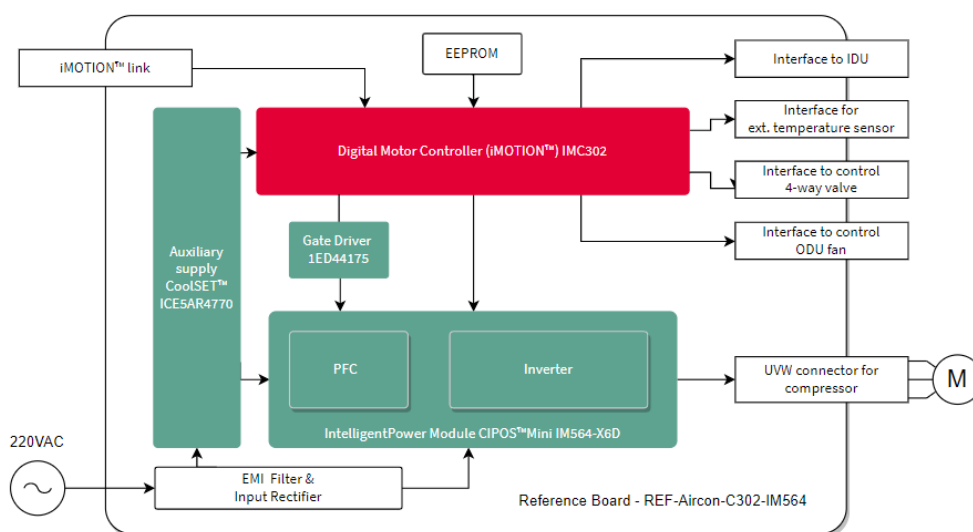 iMOTION™ link
EEPROM
Interface to IDU
Interface for
ext. temperature sensor
Digital Motor Controller (iMOTION™) IMC302
Interface to control
4-way valve
Gate Driver
1ED44175
Interface to control
ODU fan
Auxiliary
supply
CoolSET™
ICE5AR4770
PFC
Inverter
UVW connector for
compressor
M
IntelligentPower Module CIPOS™Mini IM564-X6D
220VAC
EMI Filter &
Input Rectifier
Reference Board - REF-Aircon-C302-IM564